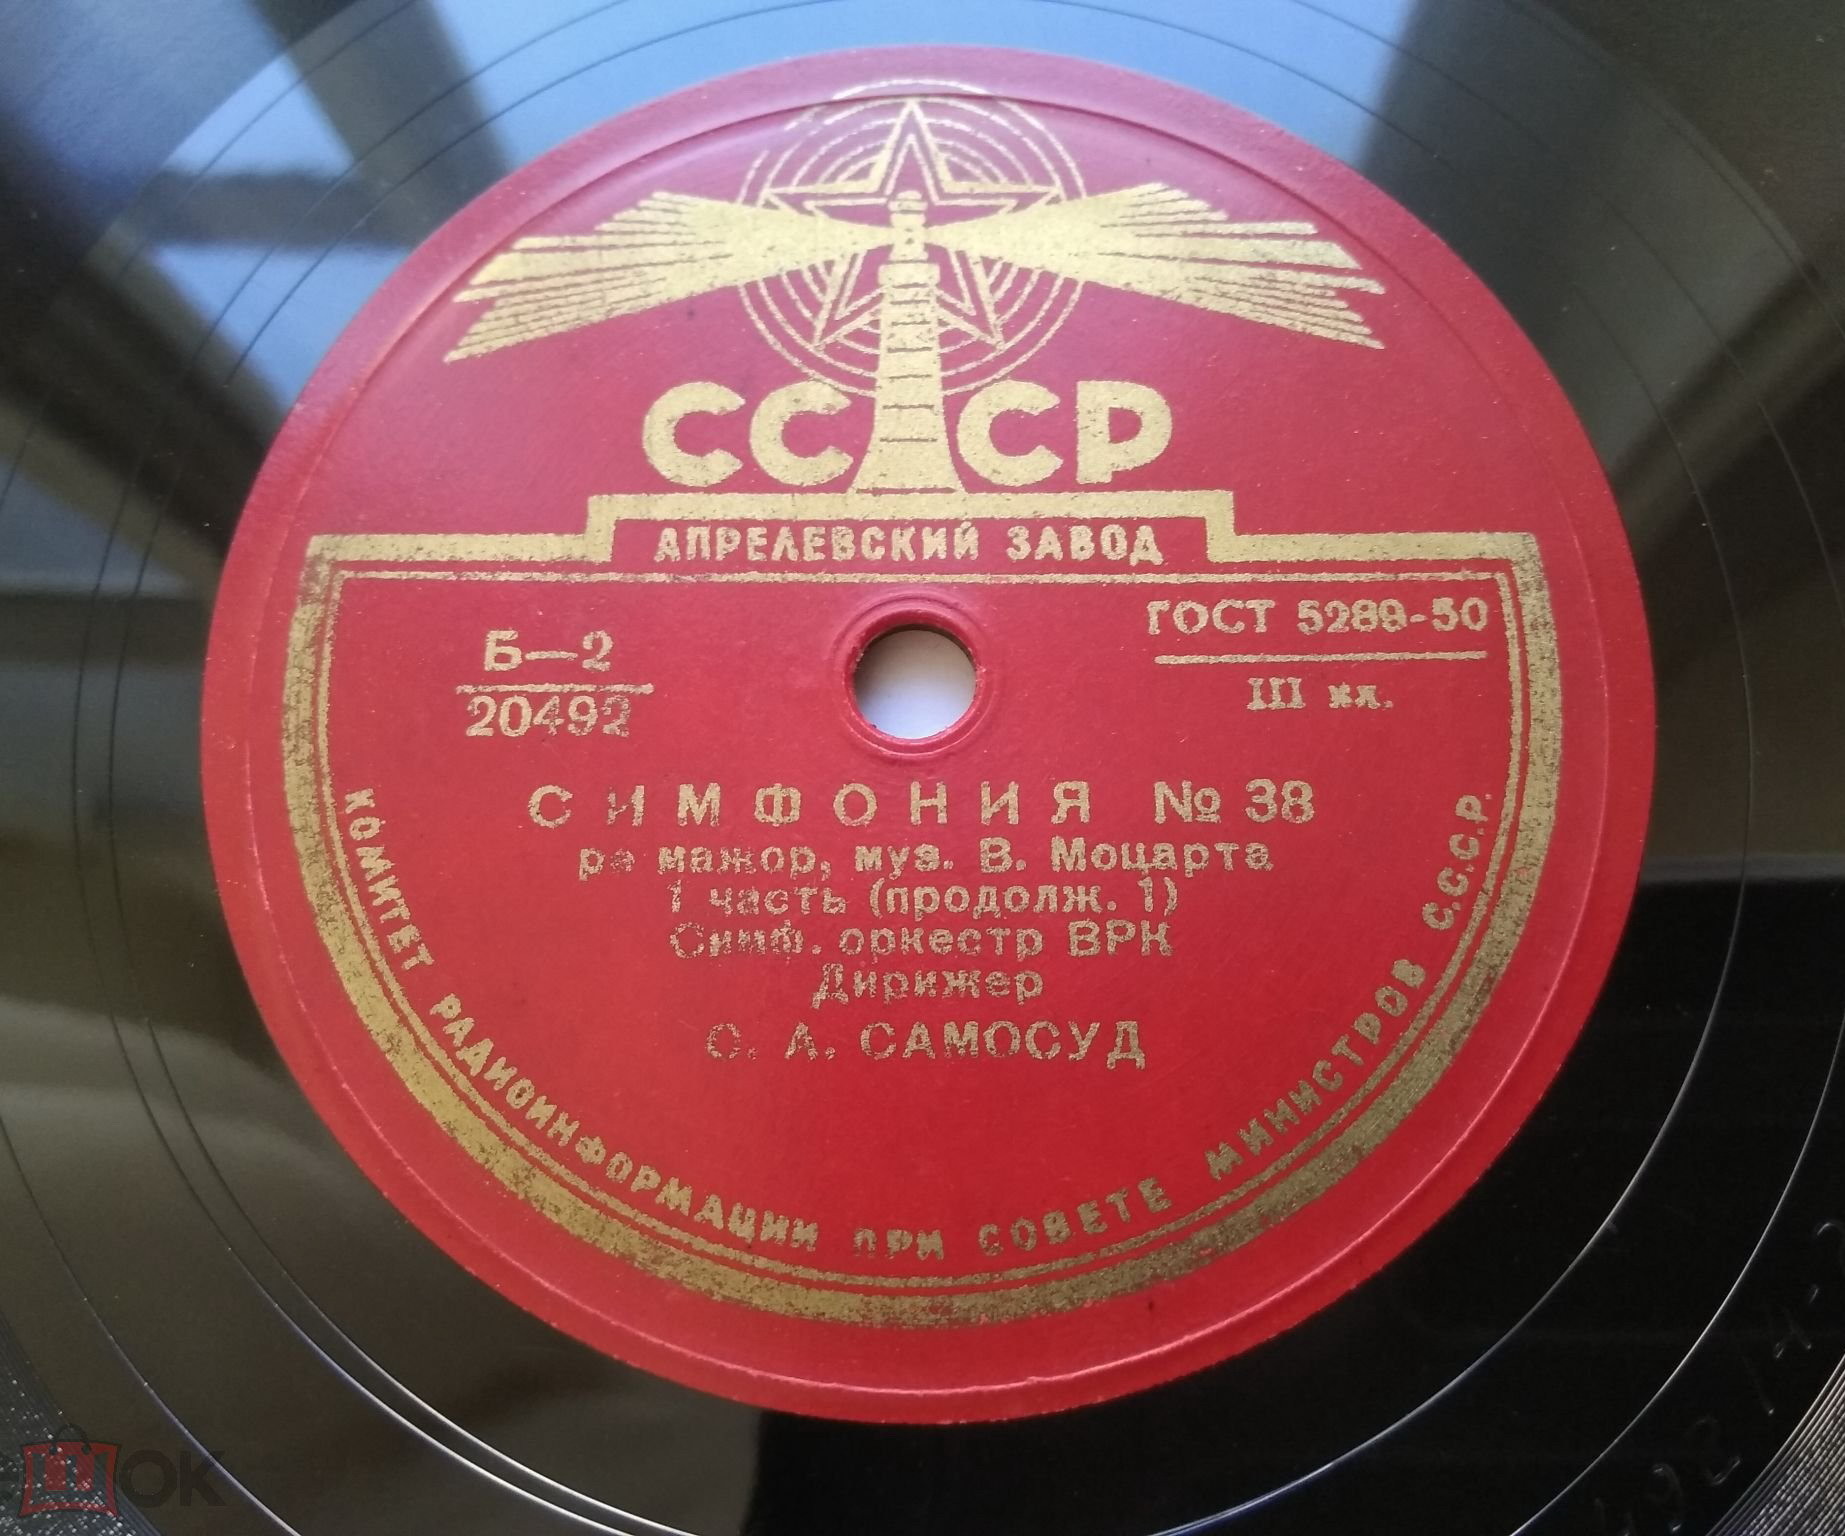 СССР
АПРЕЛЕВСКИЙ ЗАВОД
ГОСТ 5289-50
Б—2
III кл.
20492
СИМФОНИЯ № 38
ре мажор, муз. В. Моцарта
1 часть (продолж. 1)
Симф. оркестр ВРК
Дирижер
С. А. САМОСУД
КОМИТЕТ РАДИОИНФОРМАЦИИ ПРИ СОВЕТЕ МИНИСТРОВ С.С.С.Р.
ШОК